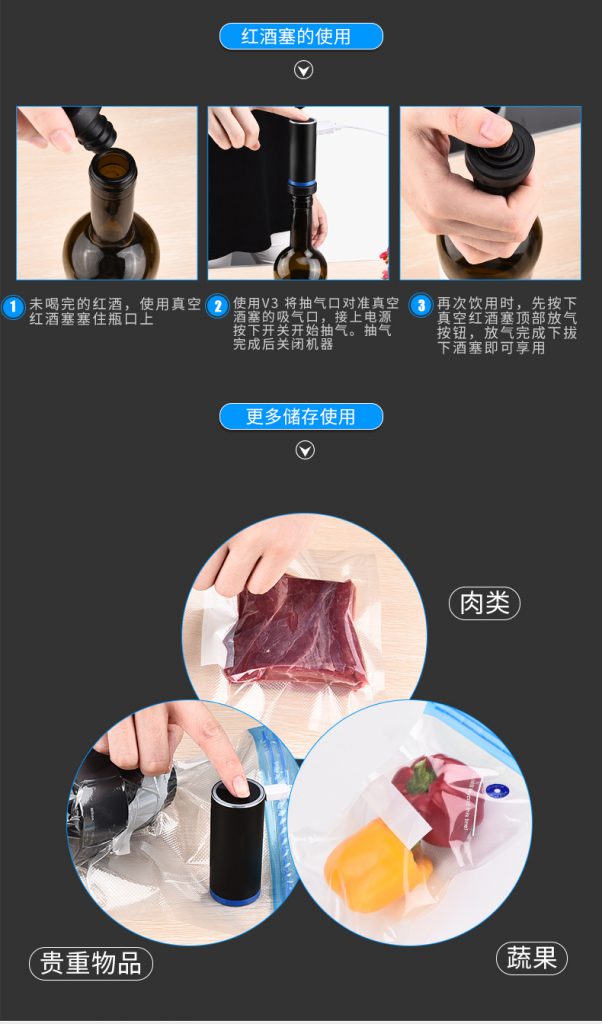 红酒塞的使用
1 未喝完的红酒，使用真空
红酒塞塞住瓶口上
2 使用V3 将抽气口对准真空
酒塞的吸气口，接上电源
按下开关开始抽气。抽气
完成后关闭机器
3 再次饮用时，先按下
真空红酒塞顶部放气
按钮，放气完成下拔
下酒塞即可享用
更多储存使用
肉类
贵重物品
蔬果